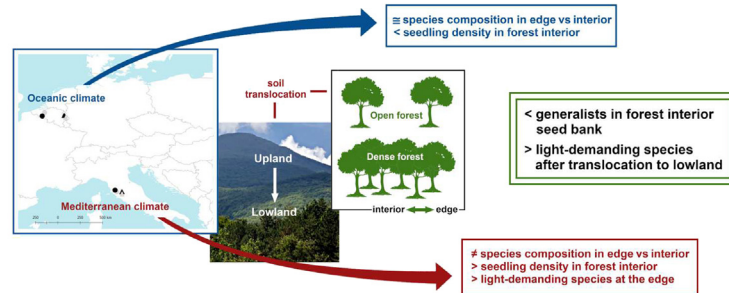 ≅ species composition in edge vs interior
< seedling density in forest interior
Oceanic climate
soil
translocation
Open forest
Dense forest
interior
edge
Upland
Lowland
< generalists in forest interior
seed bank
> light-demanding species
after translocation to lowland
Mediterranean climate
≠ species composition in edge vs interior
> seedling density in forest interior
> light-demanding species at the edge